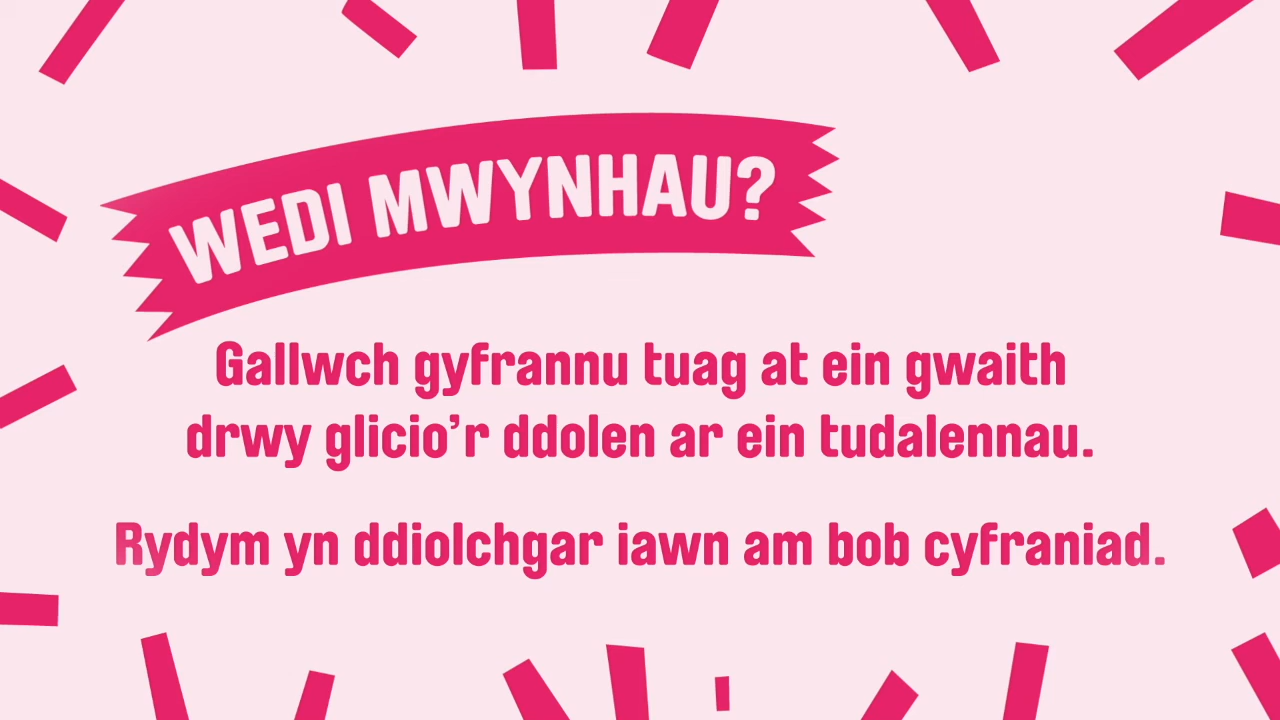 WEDI MWYNHAU?
Gallwch gyfrannu tuag at ein gwaith
drwy glicio’r ddolen ar ein tudalennau.
Rydym yn ddiolchgar iawn am bob cyfraniad.